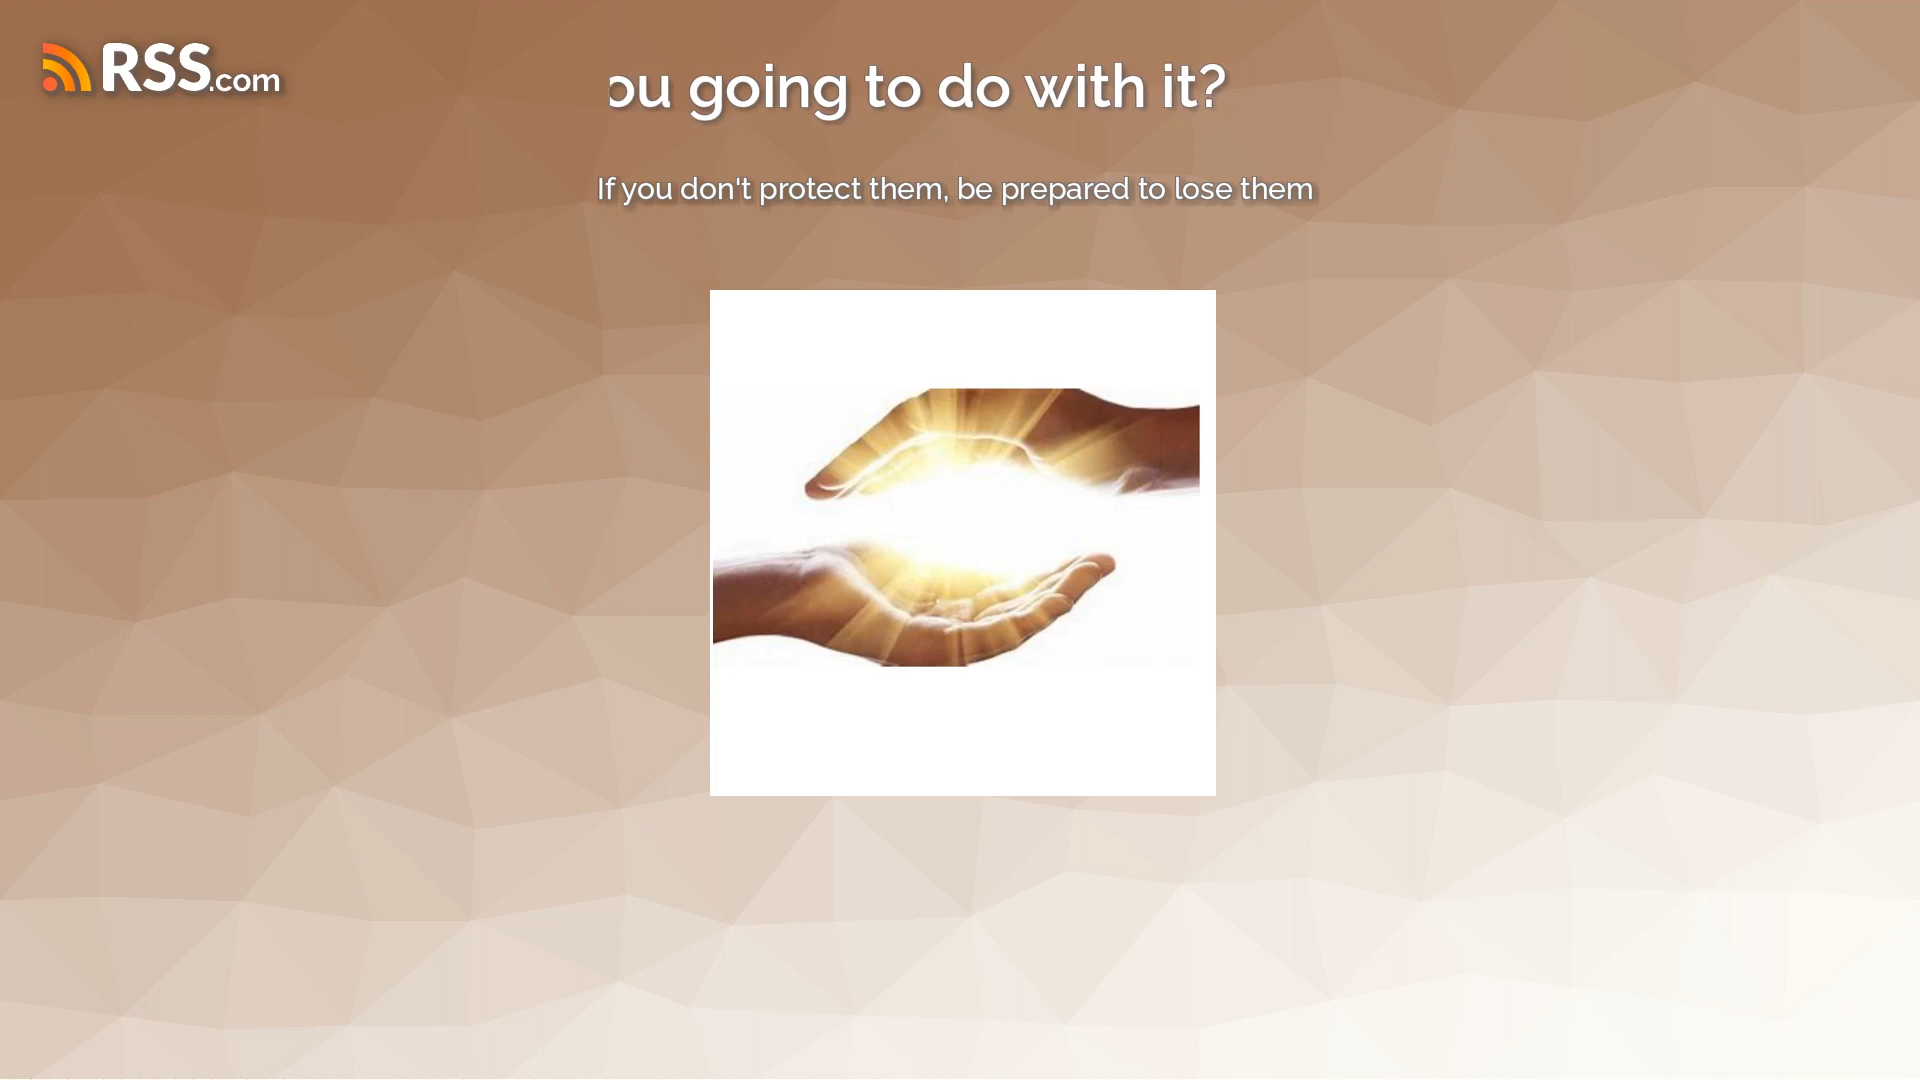 RSS.com
ou going to do with it?
If you don't protect them, be prepared to lose them